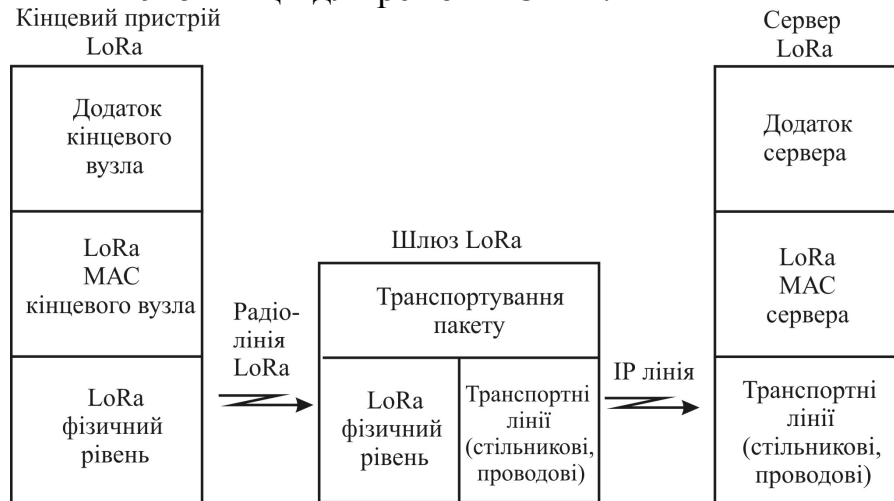 Кінцевий пристрій
LoRa
Додаток
кінцевого
вузла
LoRa
MAC
кінцевого вузла
LoRa
фізичний
рівень
Радіо-
лінія
LoRa
Шлюз LoRa
Транспортування
пакету
LoRa
фізичний
рівень
Транспортні
лінії
(стільникові,
проводові)
IP лінія
Сервер
LoRa
Додаток
сервера
LoRa
MAC
сервера
Транспортні
лінії
(стільникові,
проводові)